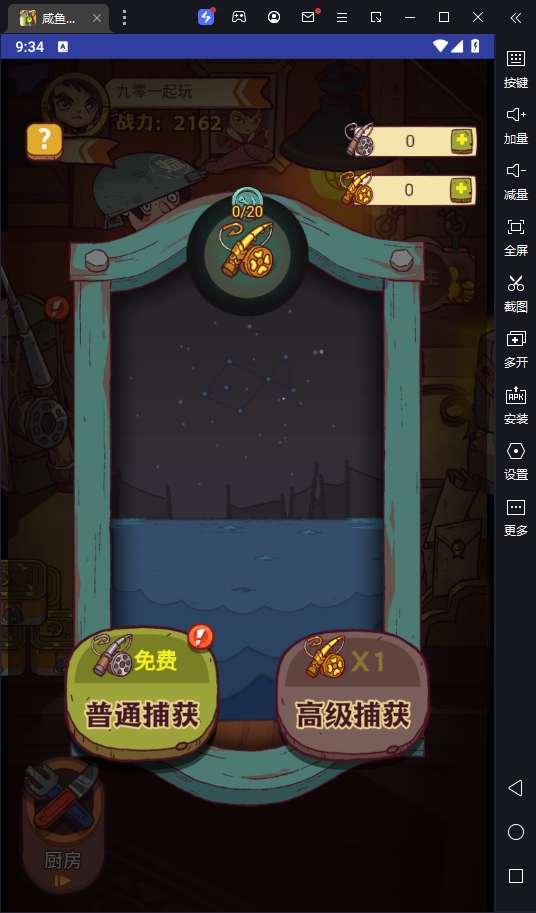 咸鱼...
9:34
九零一起玩
战力：2162
?
0
0
0/20
免费
X1
普通捕获
高级捕获
厨房
按键
加量
减量
全屏
截图
多开
APK
安装
设置
更多